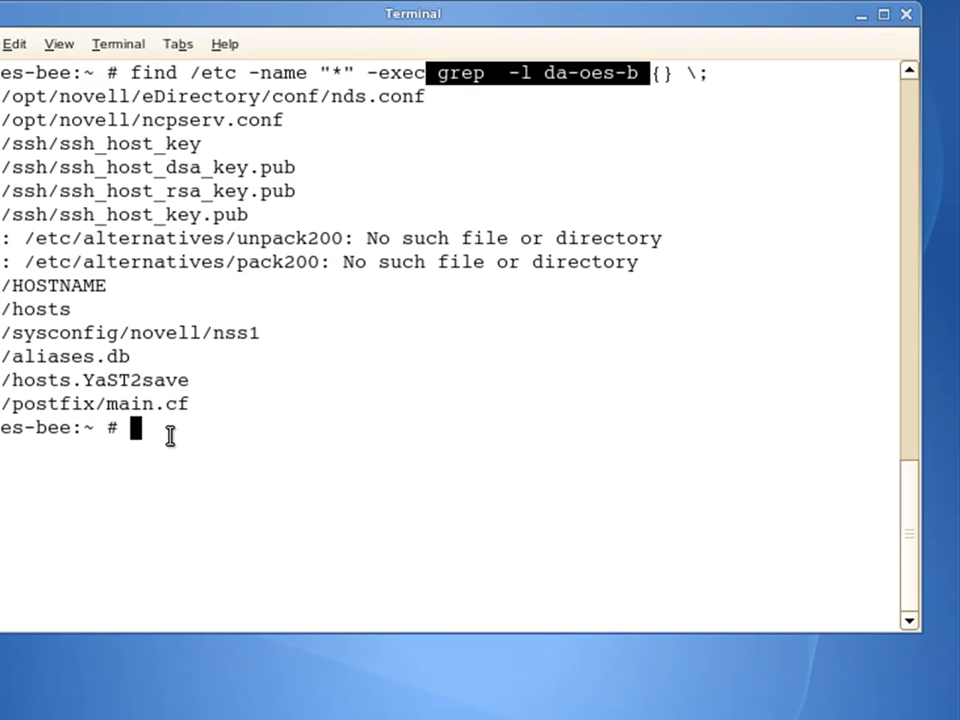 Terminal
Edit View Terminal Tabs Help
es-bee:~ # find /etc -name "*" -exec grep  -l da-oes-b {} \;
/opt/novell/eDirectory/conf/nds.conf
/opt/novell/ncpserv.conf
/ssh/ssh_host_key
/ssh/ssh_host_dsa_key.pub
/ssh/ssh_host_rsa_key.pub
/ssh/ssh_host_key.pub
: /etc/alternatives/unpack200: No such file or directory
: /etc/alternatives/pack200: No such file or directory
/HOSTNAME
/hosts
/sysconfig/novell/nss1
/aliases.db
/hosts.YaST2save
/postfix/main.cf
es-bee:~ #